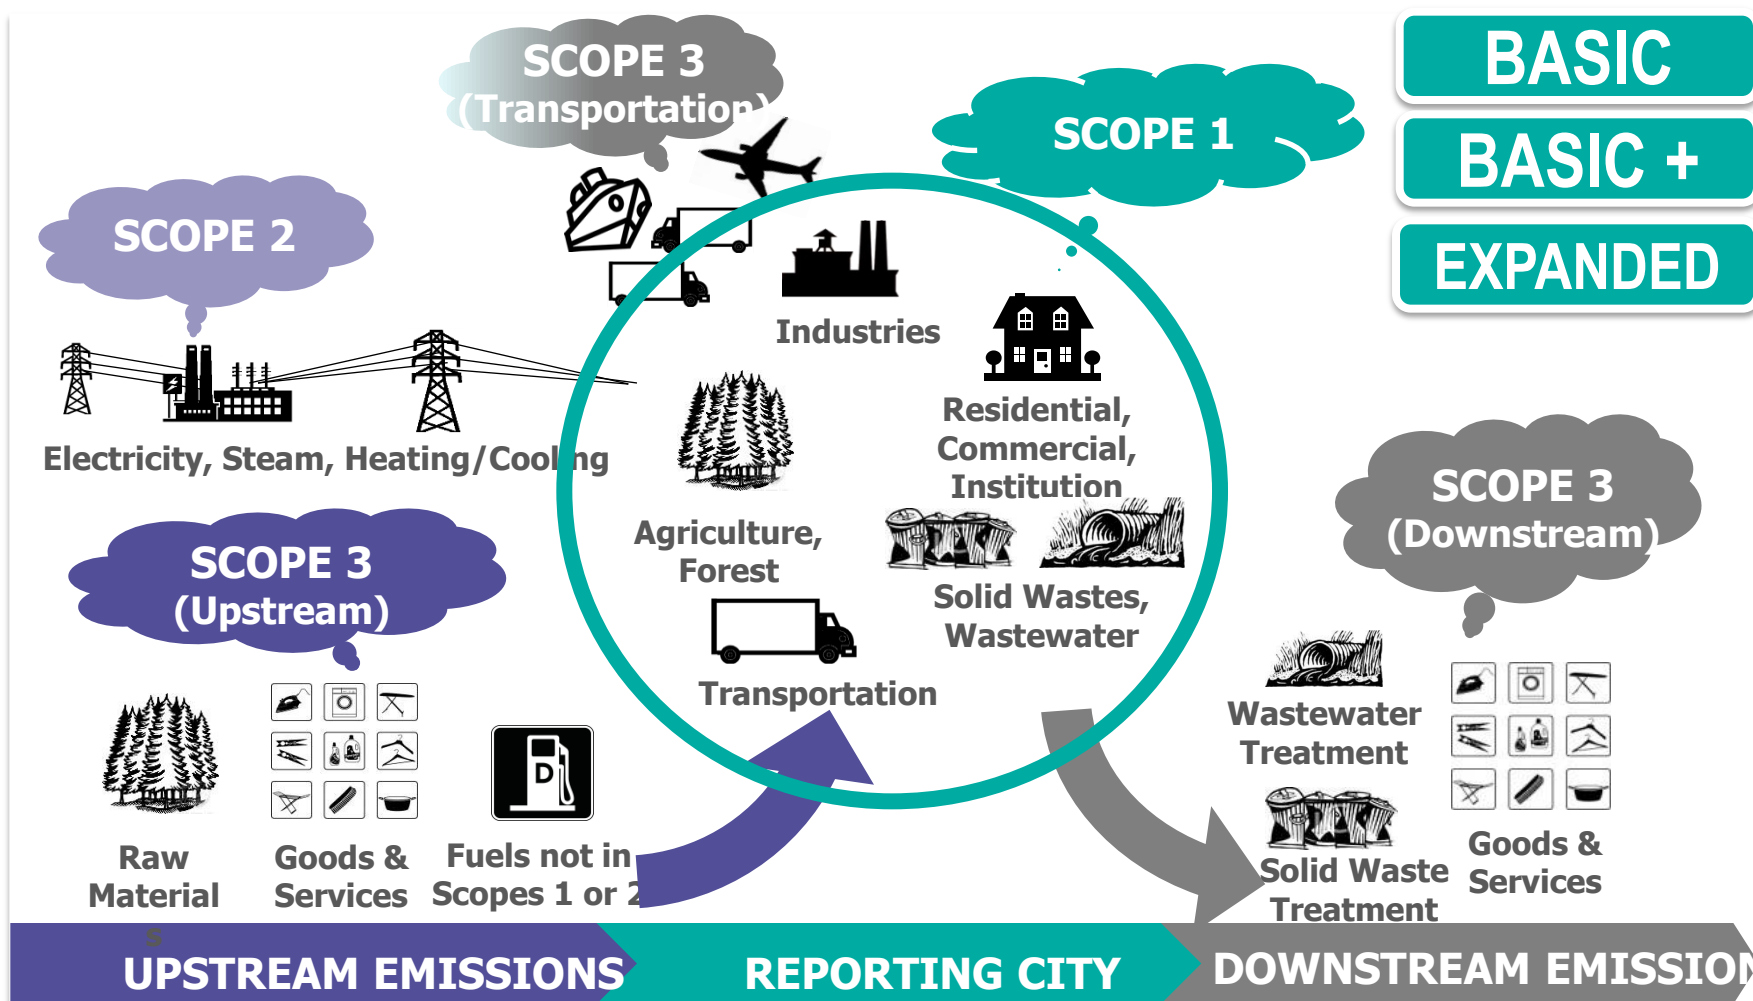 SCOPE 3
(Transportation)
SCOPE 1
BASIC
BASIC +
EXPANDED
SCOPE 2
Industries
Electricity, Steam, Heating/Cooling
Residential,
Commercial,
Institution
Agriculture,
Forest
Solid Wastes,
Wastewater
Transportation
SCOPE 3
(Upstream)
SCOPE 3
(Downstream)
D
Raw
Material
s
Goods &
Services
Fuels not in
Scopes 1 or 2
Wastewater
Treatment
Solid Waste
Treatment
Goods &
Services
UPSTREAM EMISSIONS
REPORTING CITY
DOWNSTREAM EMISSION